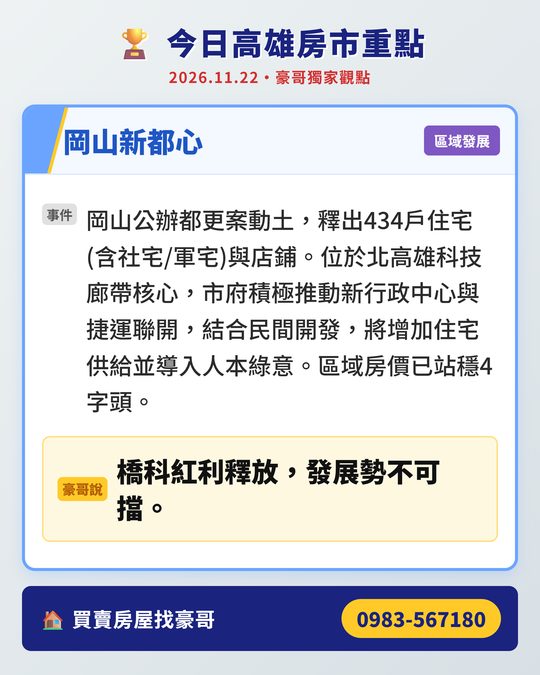 今日高雄房市重點
2026.11.22・豪哥獨家觀點
岡山新都心
區域發展
事件
岡山公辦都更案動土，釋出434戶住宅
(含社宅/軍宅)與店鋪。位於北高雄科技
廊帶核心，市府積極推動新行政中心與
捷運聯開，結合民間開發，將增加住宅
供給並導入人本綠意。區域房價已站穩4
字頭。
豪哥說
橋科紅利釋放，發展勢不可
擋。
買賣房屋找豪哥
0983-567180